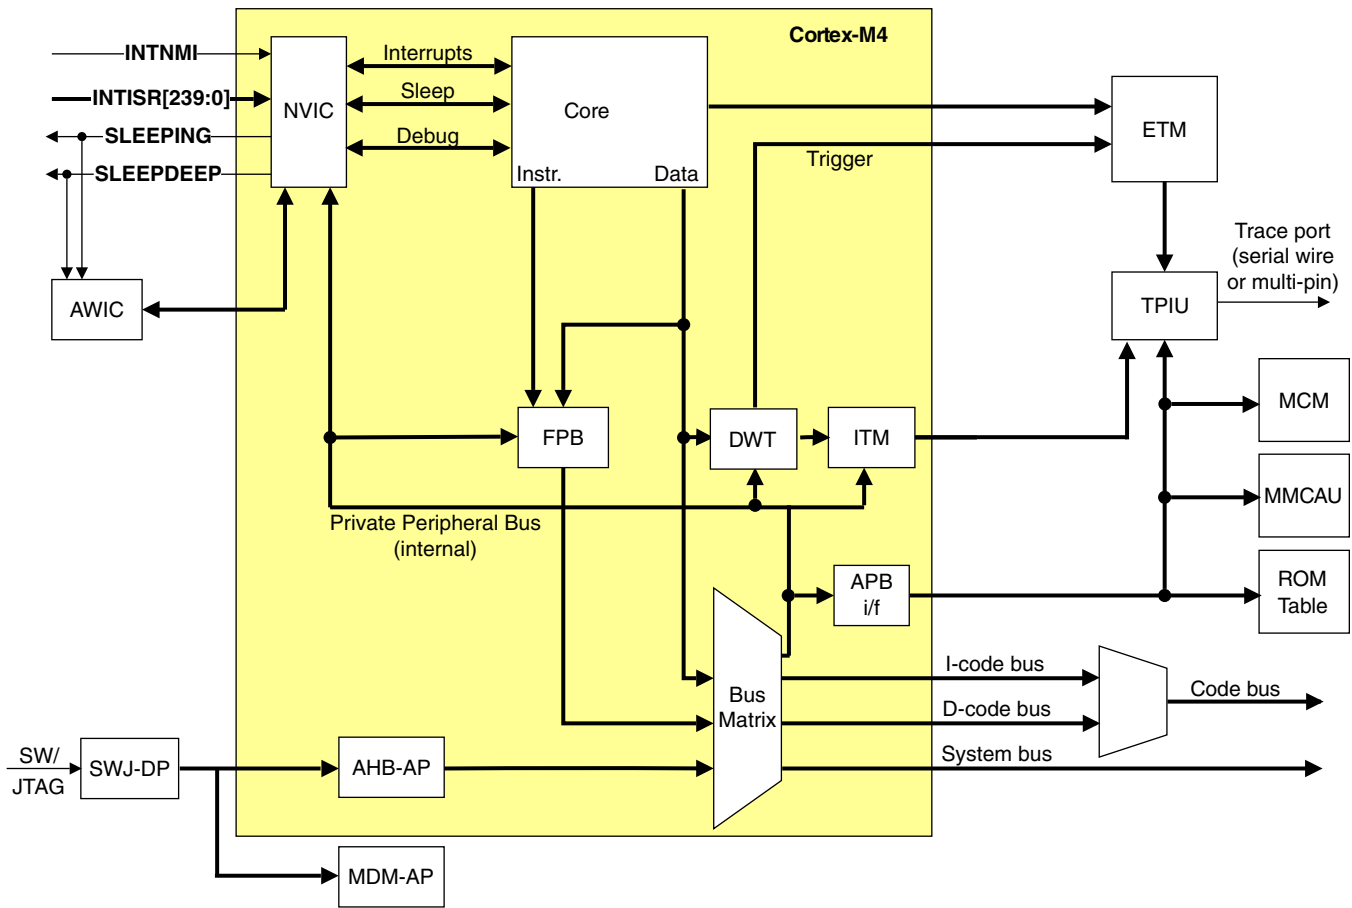 Cortex-M4
INTNMI
INTISR[239:0]
SLEEPING
SLEEPDEEP
NVIC
Interrupts
Sleep
Debug
Core
Instr.
Data
ETM
Trigger
Trace port
(serial wire
or multi-pin)
AWIC
TPIU
MCM
FPB
DWT
ITM
MMCAU
Private Peripheral Bus
(internal)
APB
i/f
ROM
Table
I-code bus
Bus
Matrix
D-code bus
Code bus
System bus
SW/
JTAG
SWJ-DP
AHB-AP
MDM-AP